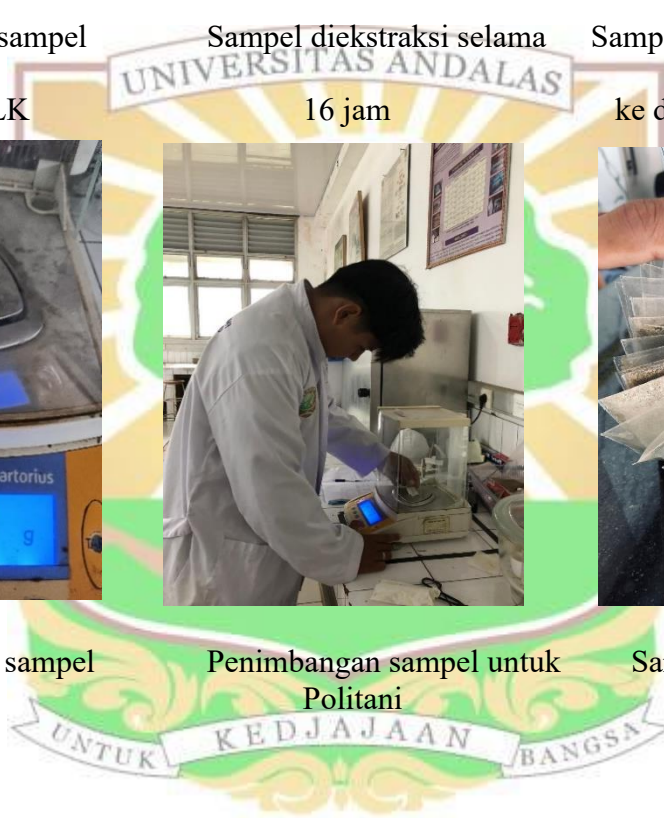 sampel Sampel diekstraksi selama Samp
UNIVERSITAS ANDALAS
LK 16 jam ke d
artorius
g
sampel Penimbangan sampel untuk Sa
Politani
UNTUK KEDJAJAAN BANGSA